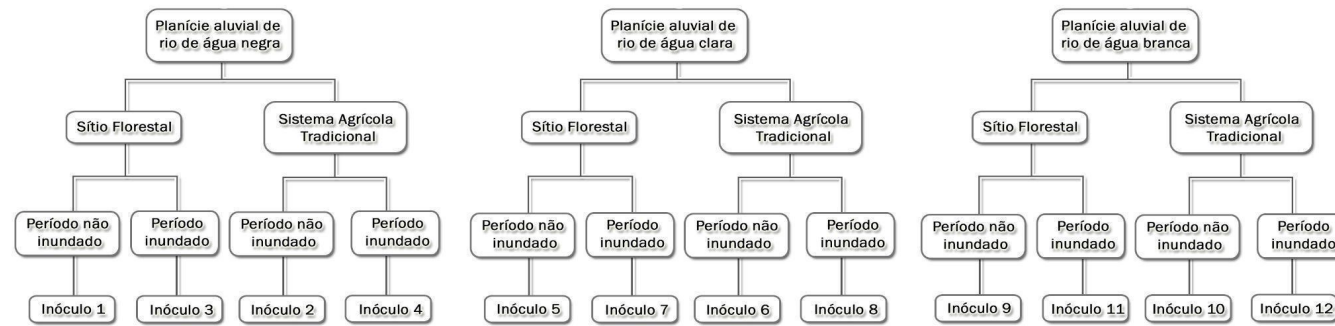 Planície aluvial de
rio de água negra
Sítio Florestal
Sistema Agrícola
Tradicional
Período não
inundado
Período
inundado
Período não
inundado
Período
inundado
Inóculo 1
Inóculo 3
Inóculo 2
Inóculo 4
Planície aluvial de
rio de água clara
Sítio Florestal
Sistema Agrícola
Tradicional
Período não
inundado
Período
inundado
Período não
inundado
Período
inundado
Inóculo 5
Inóculo 7
Inóculo 6
Inóculo 8
Planície aluvial de
rio de água branca
Sítio Florestal
Sistema Agrícola
Tradicional
Período não
inundado
Período
inundado
Período não
inundado
Período
inundado
Inóculo 9
Inóculo 11
Inóculo 10
Inóculo 12